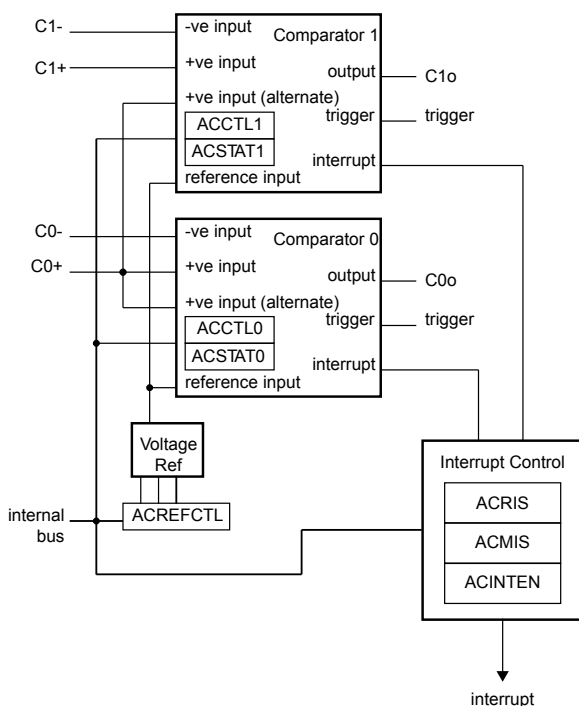 C1-
-ve input
Comparator 1
C1+
+ve input
output
C1o
+ve input (alternate)
trigger
trigger
ACCTL1
ACSTAT1
interrupt
reference input
C0-
-ve input
Comparator 0
C0+
+ve input
output
C0o
+ve input (alternate)
trigger
trigger
ACCTL0
ACSTAT0
interrupt
reference input
Voltage
Ref
Interrupt Control
internal
bus
ACREFCTL
ACRIS
ACMIS
ACINTEN
interrupt